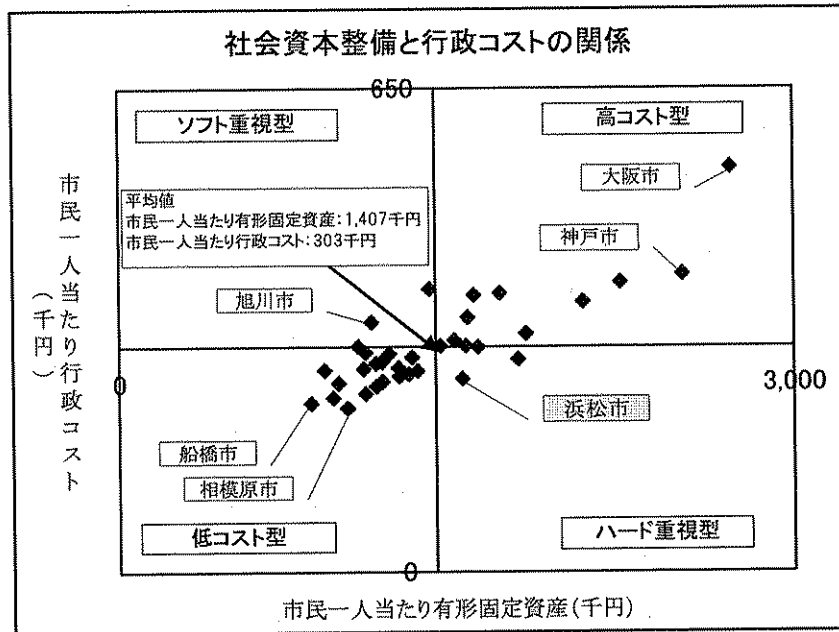 社会資本整備と行政コストの関係
650
ソフト重視型
高コスト型
大阪市
平均値
市民一人当たり有形固定資産:1,407千円
市民一人当たり行政コスト:303千円
神戸市
旭川市
市民一人当たり行政コスト
(千円)
0
3,000
浜松市
船橋市
相模原市
低コスト型
ハード重視型
0
市民一人当たり有形固定資産(千円)